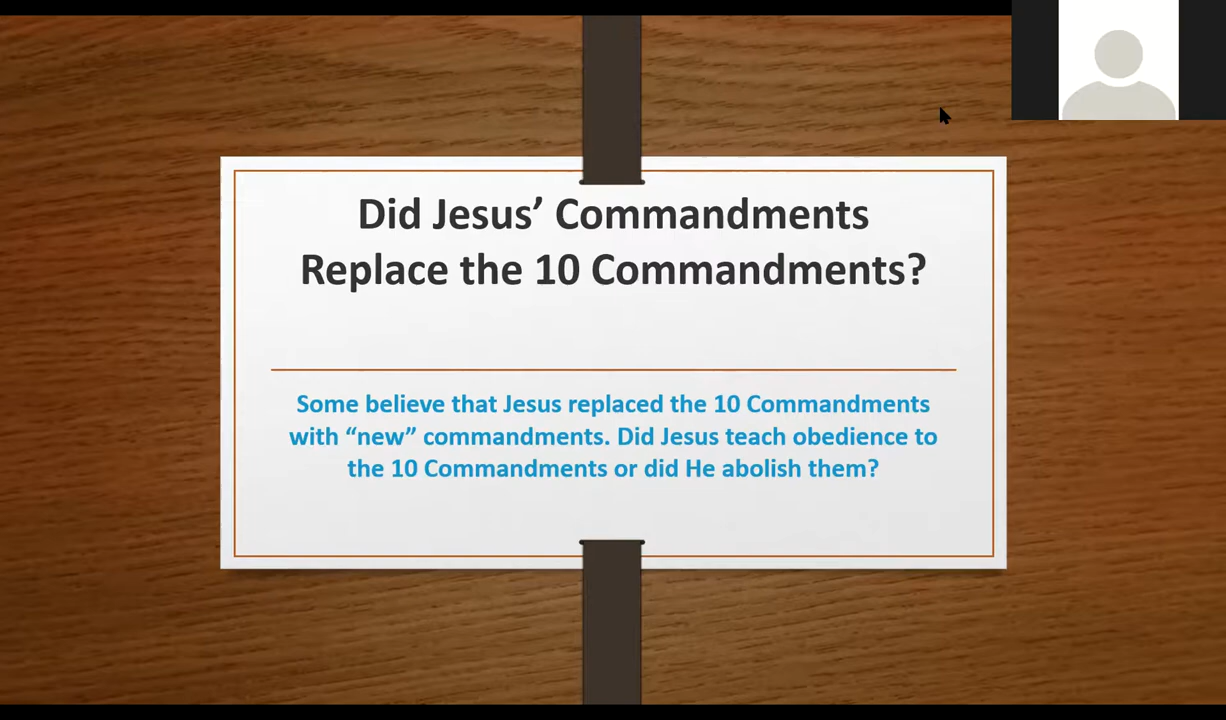 Did Jesus’ Commandments
Replace the 10 Commandments?
Some believe that Jesus replaced the 10 Commandments
with “new” commandments. Did Jesus teach obedience to
the 10 Commandments or did He abolish them?